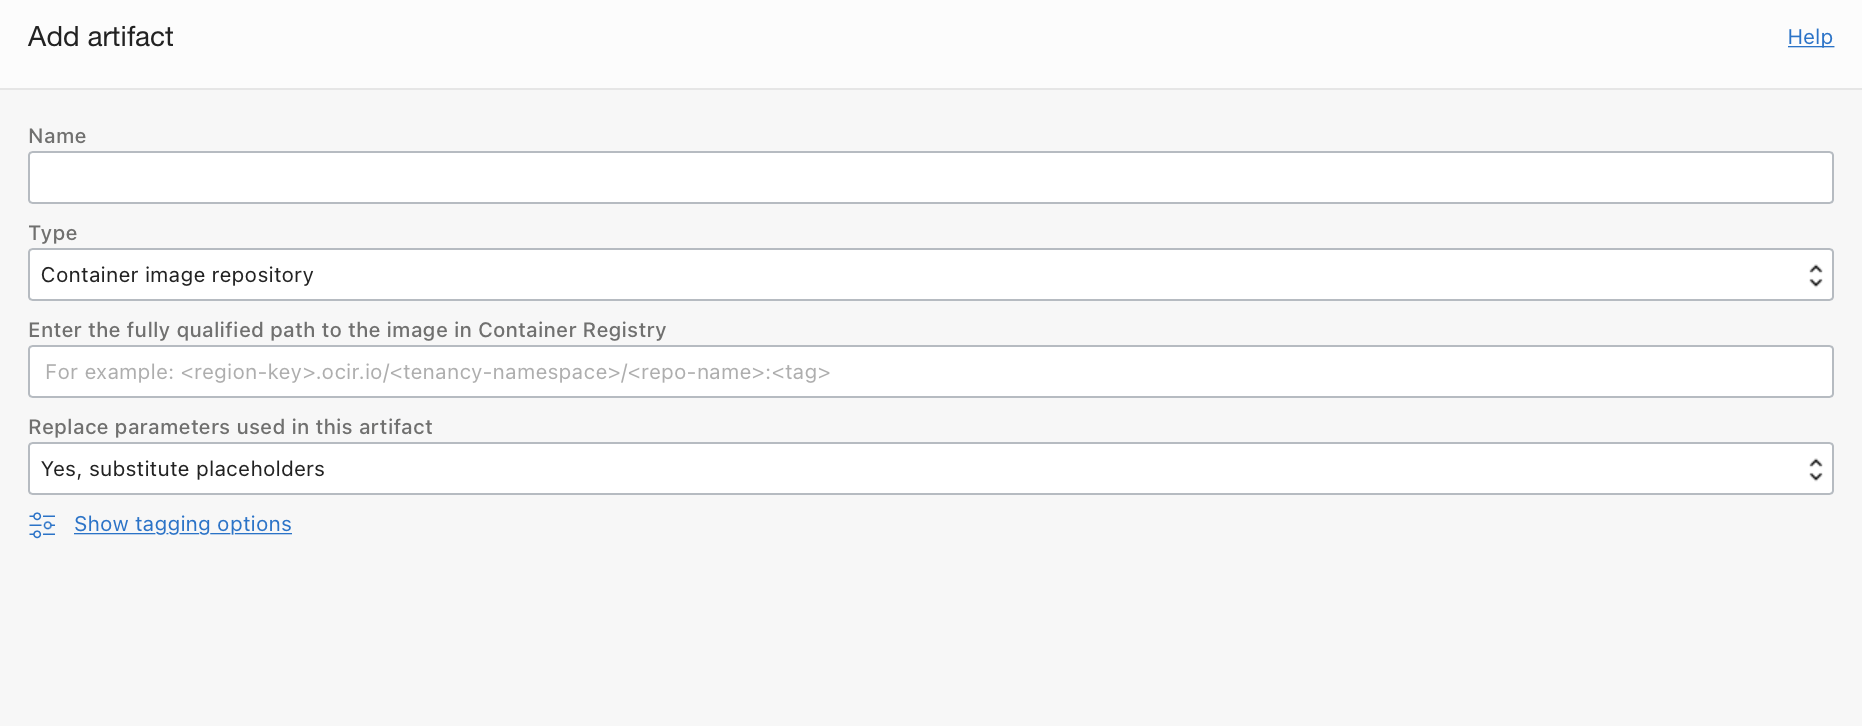 Add artifact
Help
Name
Type
Container image repository
Enter the fully qualified path to the image in Container Registry
For example: <region-key>.ocir.io/<tenancy-namespace>/<repo-name>:<tag>
Replace parameters used in this artifact
Yes, substitute placeholders
Show tagging options